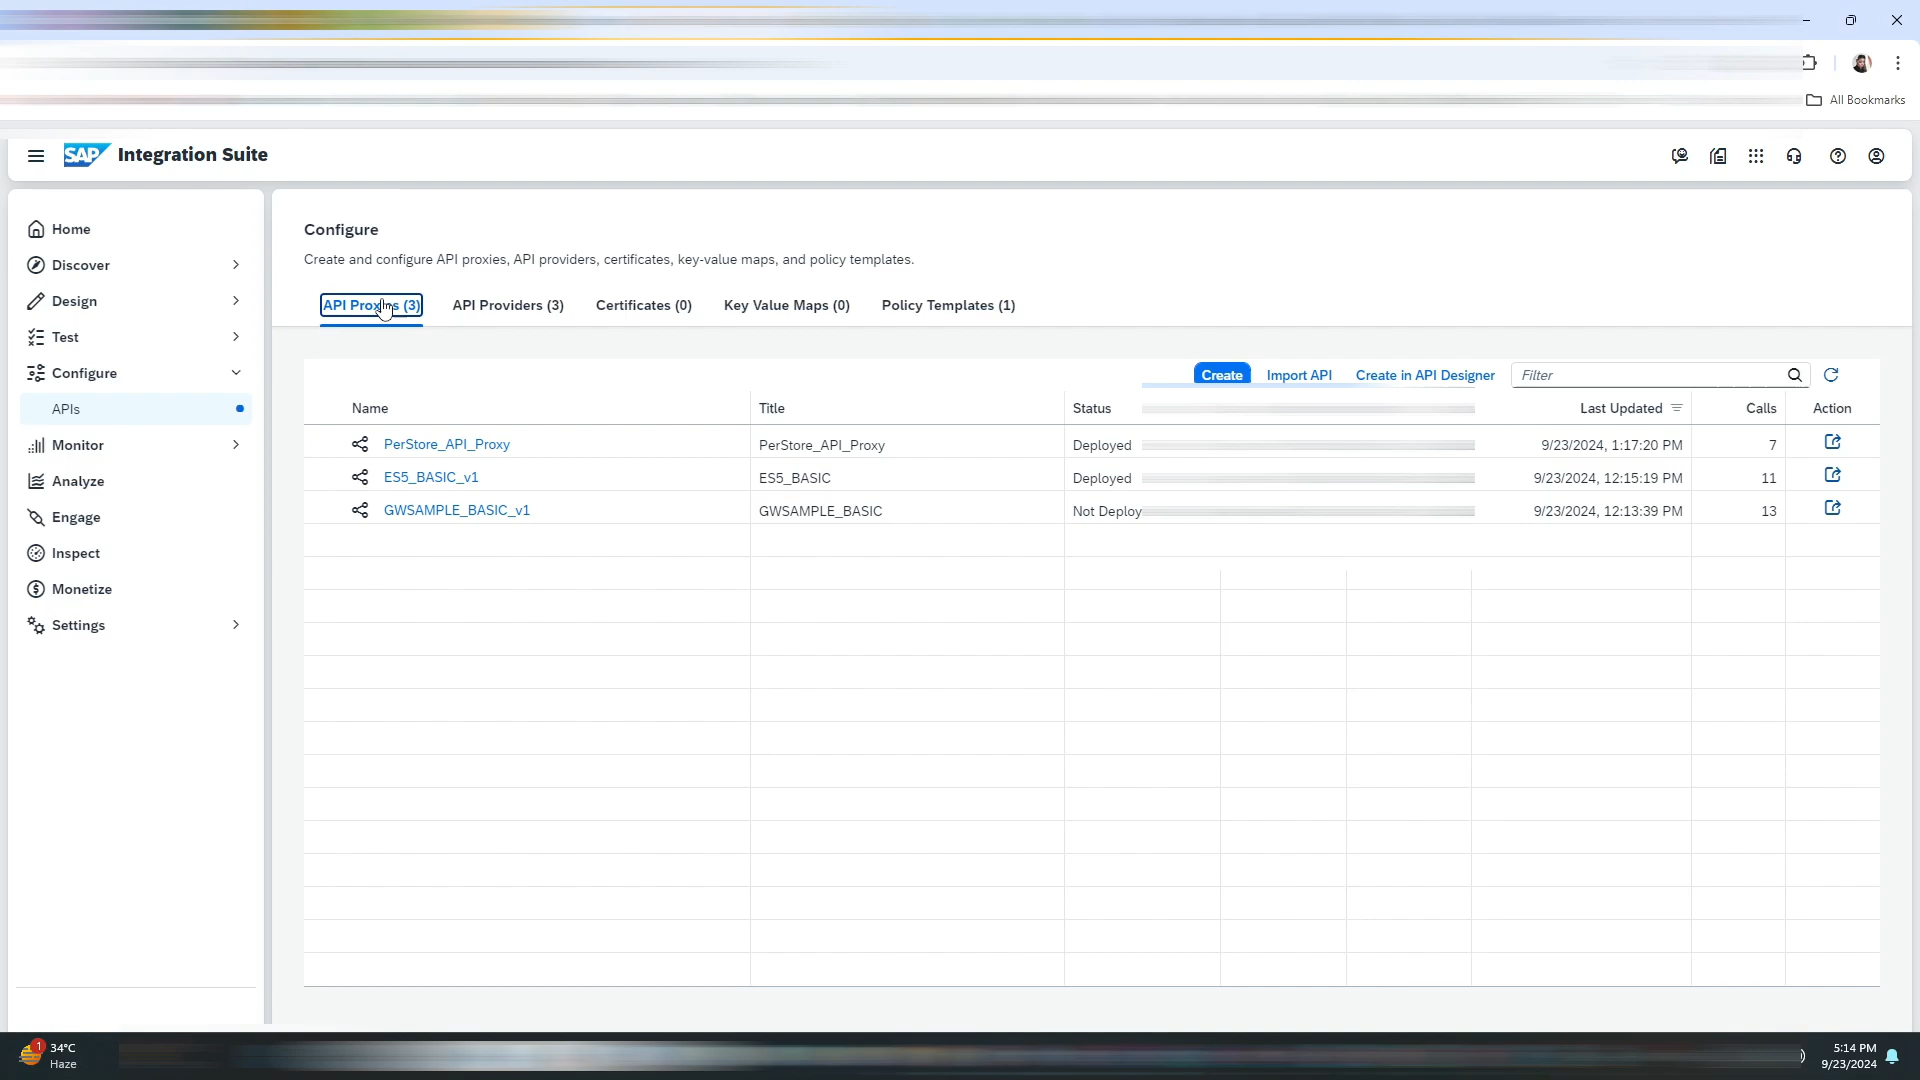 All Bookmarks
SAP Integration Suite
Home
Discover
Design
Test
Configure
APIs
Monitor
Analyze
Engage
Inspect
Monetize
Settings
Configure
Create and configure API proxies, API providers, certificates, key-value maps, and policy templates.
API Proxies (3) API Providers (3) Certificates (0) Key Value Maps (0) Policy Templates (1)
Create Import API Create in API Designer Filter
Name Title Status Last Updated Calls Action
PerStore_API_Proxy PerStore_API_Proxy Deployed 9/23/2024, 1:17:20 PM 7
ES5_BASIC_v1 ES5_BASIC Deployed 9/23/2024, 12:15:19 PM 11
GWSAMPLE_BASIC_v1 GWSAMPLE_BASIC Not Deploy 9/23/2024, 12:13:39 PM 13
1 34°C
Haze
5:14 PM
9/23/2024